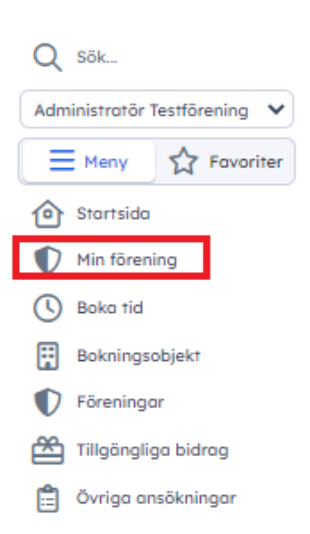 Sök...
Administratör Testförening
Meny Favoriter
Startsida
Min förening
Boka tid
Bokningsobjekt
Föreningar
Tillgängliga bidrag
Övriga ansökningar